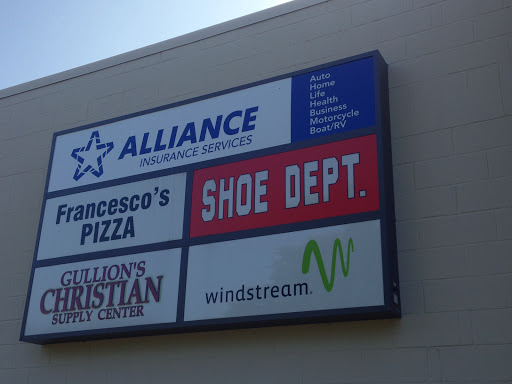 ALLIANCE
INSURANCE SERVICES
Auto
Home
Life
Health
Business
Motorcycle
Boat/RV
Francesco's
PIZZA
SHOE DEPT.
GULLION'S
CHRISTIAN
SUPPLY CENTER
windstream.